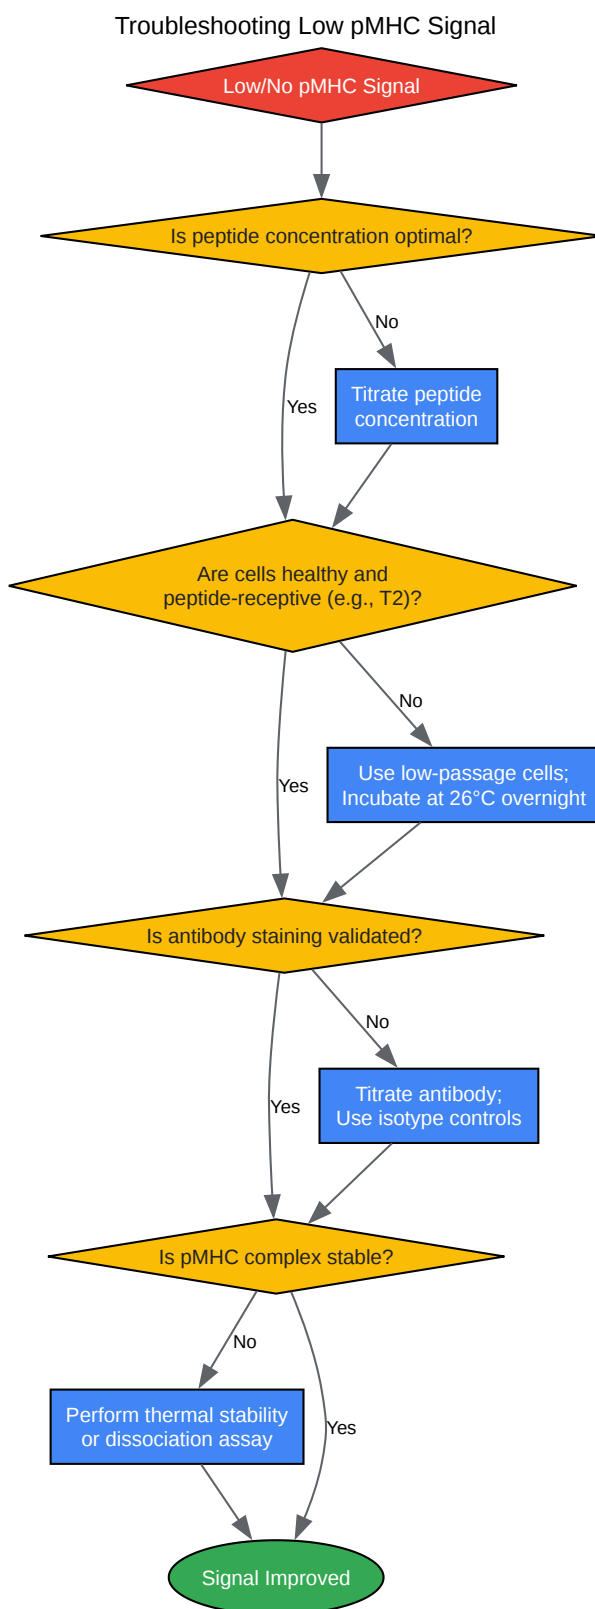 Troubleshooting Low pMHC Signal
Low/No pMHC Signal
Is peptide concentration optimal?
No
Titrate peptide
concentration
Yes
Are cells healthy and
peptide-receptive (e.g., T2)?
No
Use low-passage cells;
Incubate at 26°C overnight
Yes
Is antibody staining validated?
No
Titrate antibody;
Use isotype controls
Yes
Is pMHC complex stable?
No
Perform thermal stability
or dissociation assay
Yes
Signal Improved